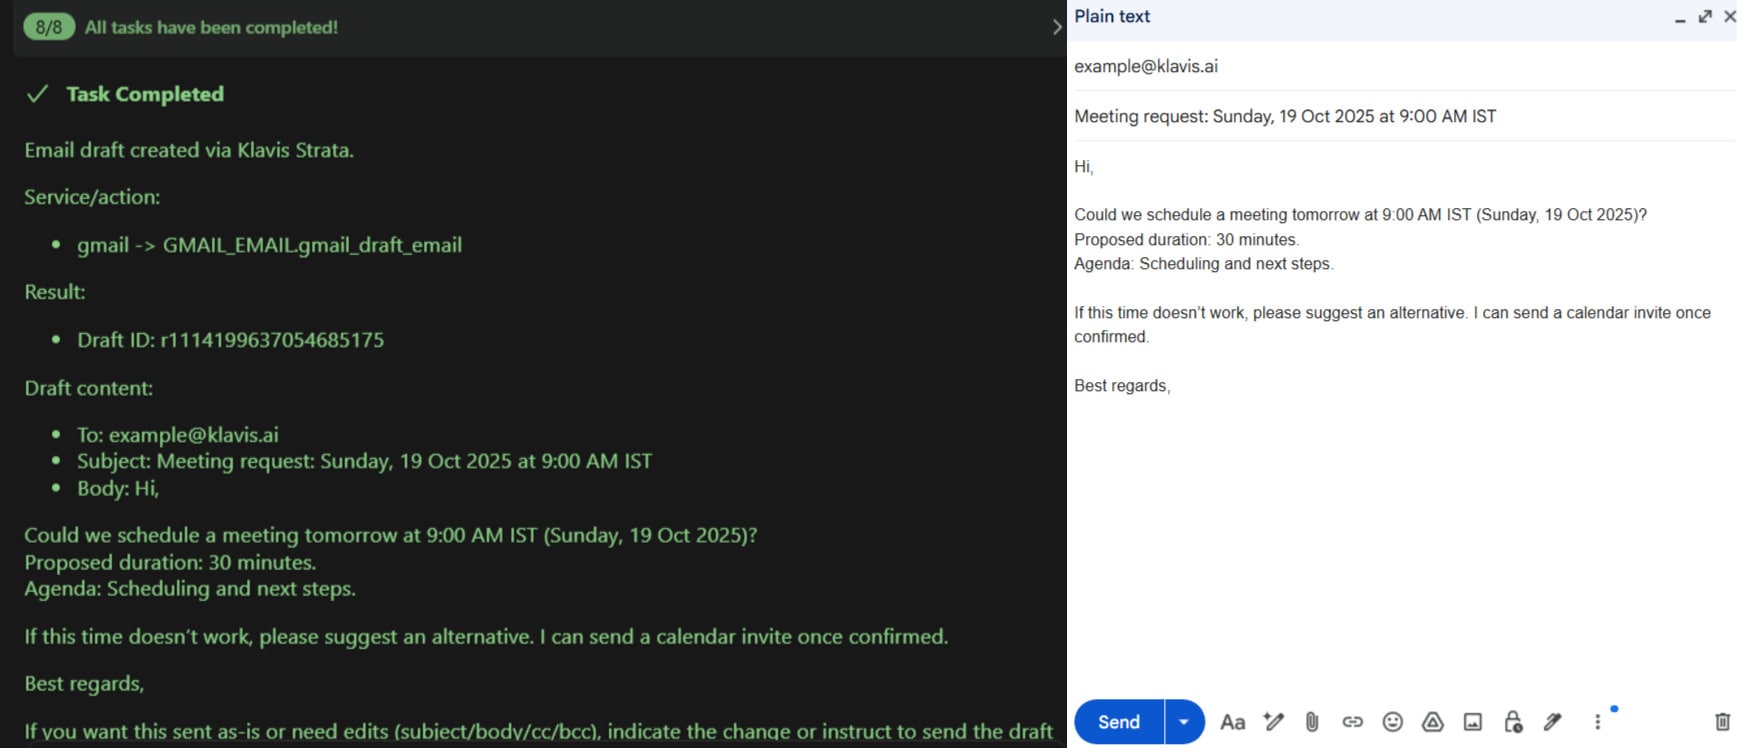 8/8 All tasks have been completed!
✓ Task Completed
Email draft created via Klavis Strata.
Service/action:
• gmail -> GMAIL_EMAIL.gmail_draft_email
Result:
• Draft ID: r1114199637054685175
Draft content:
• To: example@klavis.ai
• Subject: Meeting request: Sunday, 19 Oct 2025 at 9:00 AM IST
• Body: Hi,
Could we schedule a meeting tomorrow at 9:00 AM IST (Sunday, 19 Oct 2025)?
Proposed duration: 30 minutes.
Agenda: Scheduling and next steps.
If this time doesn’t work, please suggest an alternative. I can send a calendar invite once confirmed.
Best regards,
If you want this sent as-is or need edits (subject/body/cc/bcc), indicate the change or instruct to send the draft
Plain text
example@klavis.ai
Meeting request: Sunday, 19 Oct 2025 at 9:00 AM IST
Hi,
Could we schedule a meeting tomorrow at 9:00 AM IST (Sunday, 19 Oct 2025)?
Proposed duration: 30 minutes.
Agenda: Scheduling and next steps.
If this time doesn’t work, please suggest an alternative. I can send a calendar invite once
confirmed.
Best regards,
Send Aa